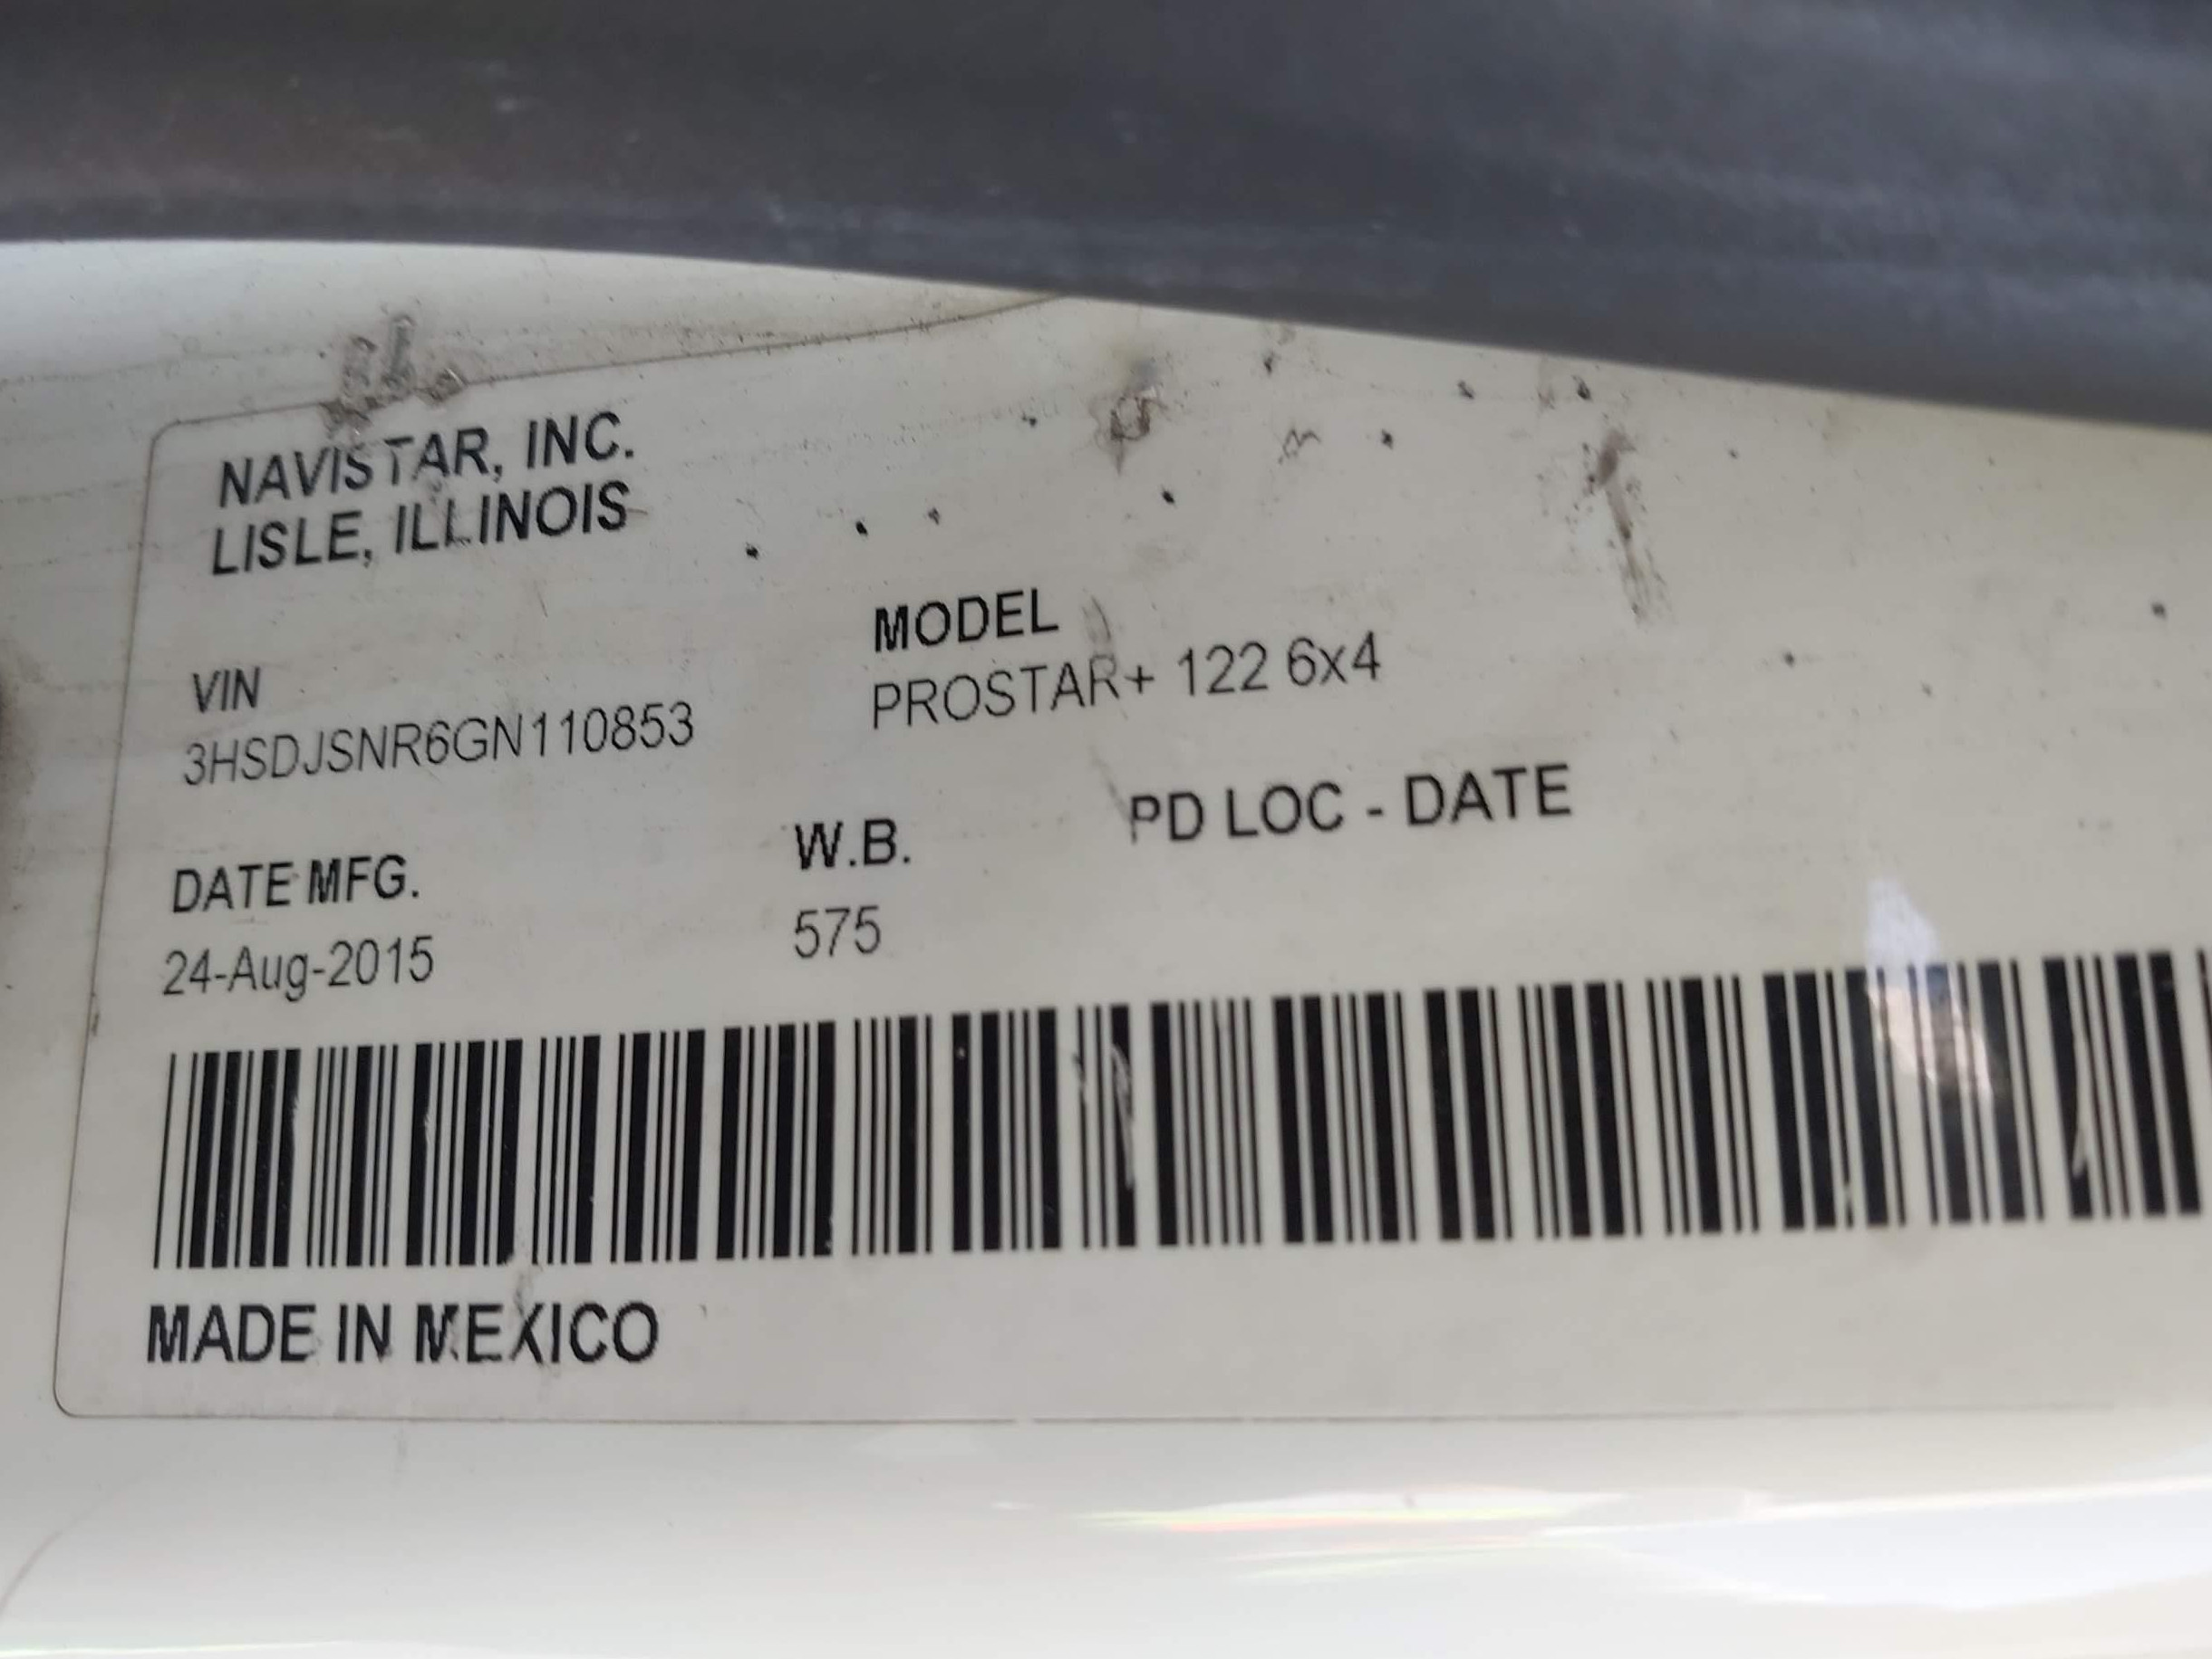 NAVISTAR, INC.
LISLE, ILLINOIS
VIN
3HSDJSNR6GN110853
MODEL
PROSTAR+ 122 6x4
DATE MFG.
24-Aug-2015
W.B.
575
PD LOC - DATE
MADE IN MEXICO